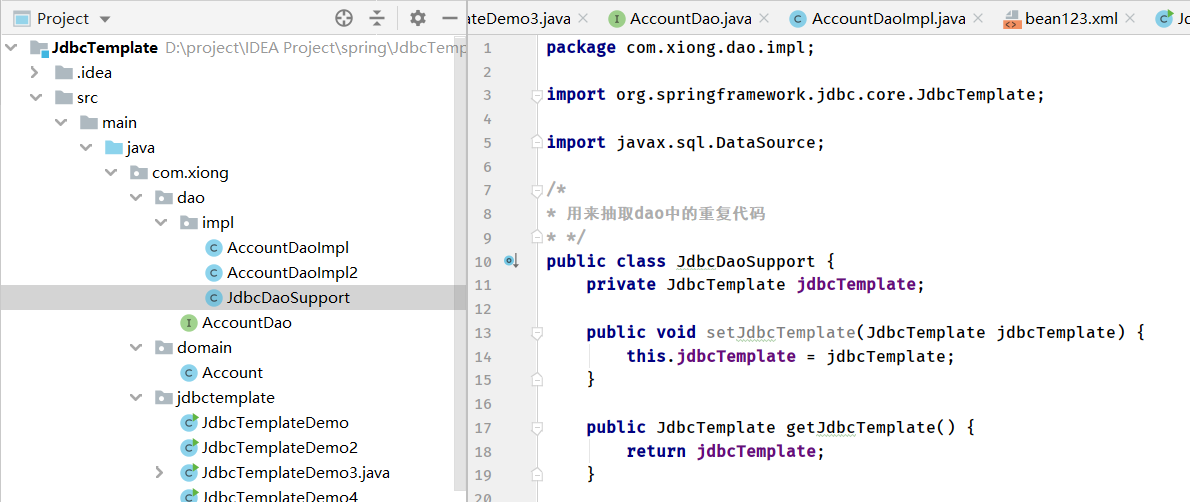 Project
JdbcTemplate D:\project\IDEA Project\spring\JdbcTemp
.idea
src
main
java
com.xiong
dao
impl
AccountDaoImpl
AccountDaoImpl2
JdbcDaoSupport
AccountDao
domain
Account
jdbctemplate
JdbcTemplateDemo
JdbcTemplateDemo2
JdbcTemplateDemo3.java
JdbcTemplateDemo4
ateDemo3.java AccountDao.java AccountDaoImpl.java bean123.xml Jd
1 package com.xiong.dao.impl;
2
3 import org.springframework.jdbc.core.JdbcTemplate;
4
5 import javax.sql.DataSource;
6
7 /*
8 * 用来抽取dao中的重复代码
9 * */
10 public class JdbcDaoSupport {
11 private JdbcTemplate jdbcTemplate;
12
13 public void setJdbcTemplate(JdbcTemplate jdbcTemplate) {
14 this.jdbcTemplate = jdbcTemplate;
15 }
16
17 public JdbcTemplate getJdbcTemplate() {
18 return jdbcTemplate;
19 }
20